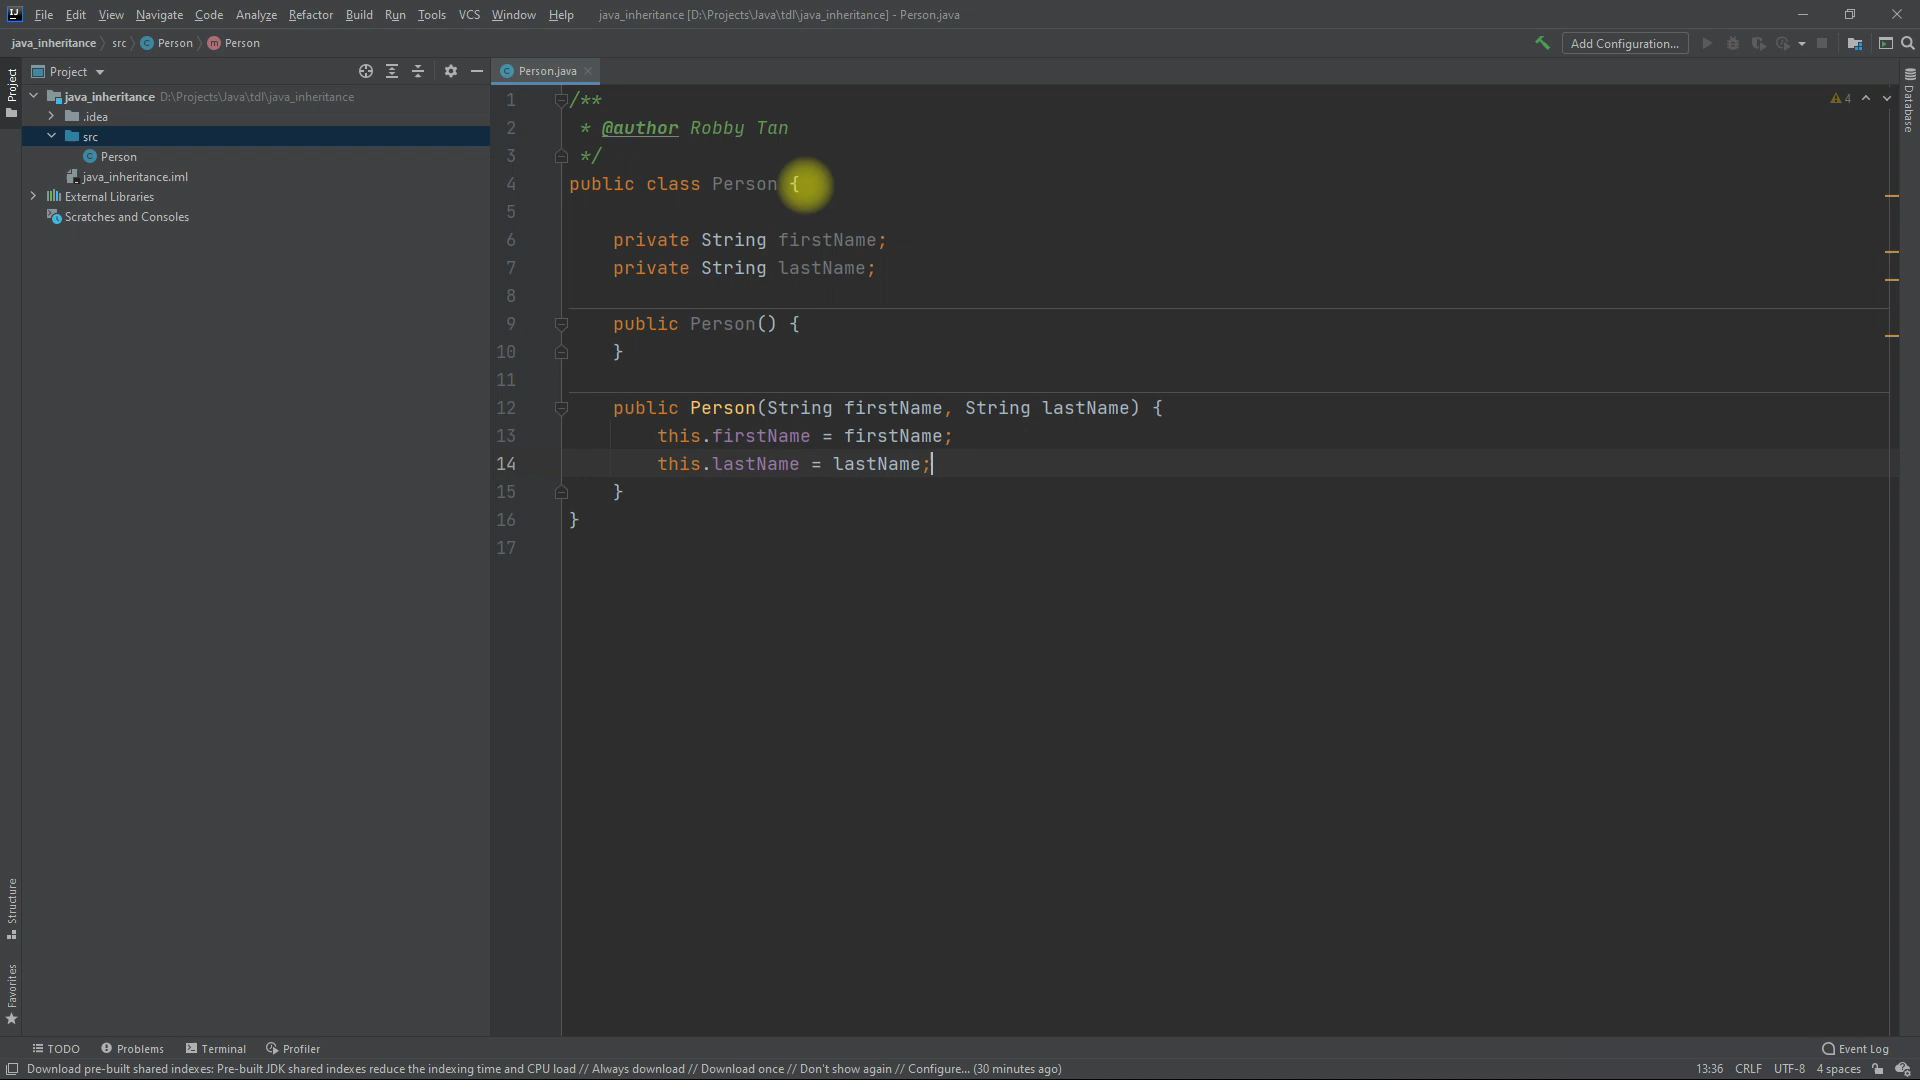 File Edit View Navigate Code Analyze Refactor Build Run Tools VCS Window Help java_inheritance [D:\Projects\Java\tdl\java_inheritance] - Person.java
java_inheritance src Person Person Add Configuration...
Project
Project
Person.java
java_inheritance D:\Projects\Java\tdl\java_inheritance
.idea
src
Person
java_inheritance.iml
External Libraries
Scratches and Consoles
1 /**
2 * @author Robby Tan
3 */
4 public class Person {
5
6 private String firstName;
7 private String lastName;
8
9 public Person() {
10 }
11
12 public Person(String firstName, String lastName) {
13 this.firstName = firstName;
14 this.lastName = lastName;
15 }
16 }
17
4
Database
Structure
Favorites
TODO Problems Terminal Profiler Event Log
Download pre-built shared indexes: Pre-built JDK shared indexes reduce the indexing time and CPU load // Always download // Download once // Don't show again // Configure... (30 minutes ago) 13:36 CRLF UTF-8 4 spaces